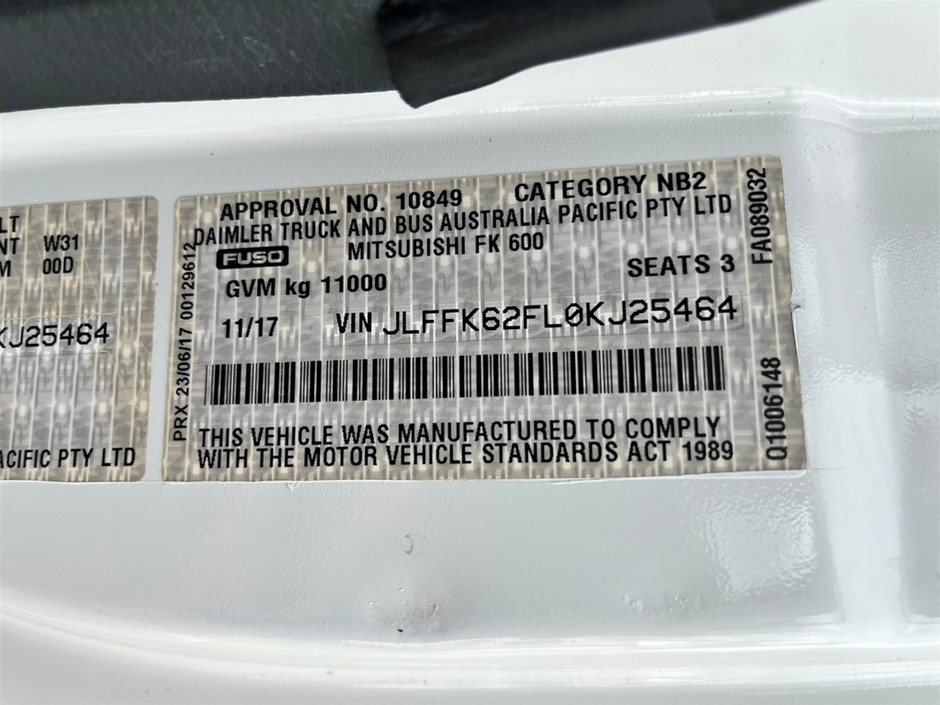 LT
NT W31
M 00D
KJ25464
ACIFIC PTY LTD
PRX 23/06/17 00129612
APPROVAL NO. 10849 CATEGORY NB2
DAIMLER TRUCK AND BUS AUSTRALIA PACIFIC PTY LTD
FUSO MITSUBISHI FK 600
GVM kg 11000 SEATS 3
11/17 VIN JLFFK62FL0KJ25464
THIS VEHICLE WAS MANUFACTURED TO COMPLY
WITH THE MOTOR VEHICLE STANDARDS ACT 1989
FA089032
Q1006148